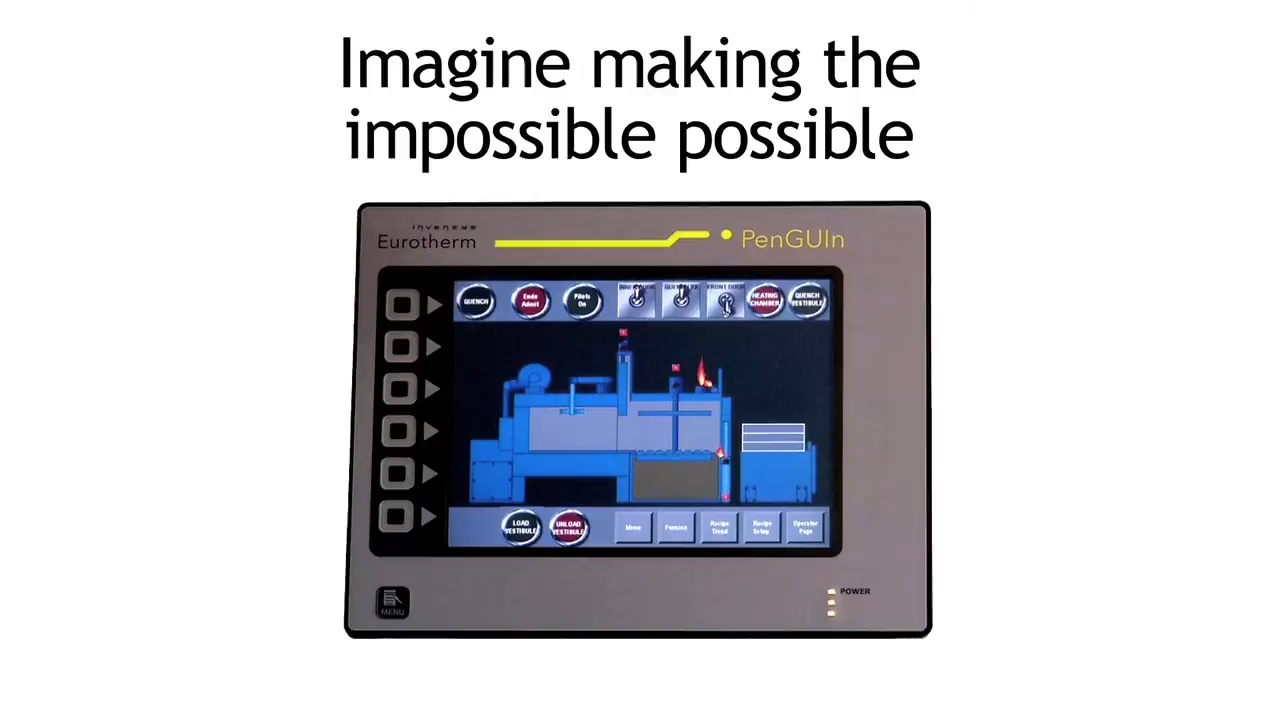 Imagine making the
impossible possible
invensys
Eurotherm
PenGUIn
QUENCH
Endo
Admit
Pilots
On
FRONT DOOR
HEATING
CHAMBER
QUENCH
VESTIBULE
LOAD
VESTIBULE
UNLOAD
VESTIBULE
Menu
Furnace
Recipe
Trend
Recipe
Setup
Operator
Page
MENU
POWER